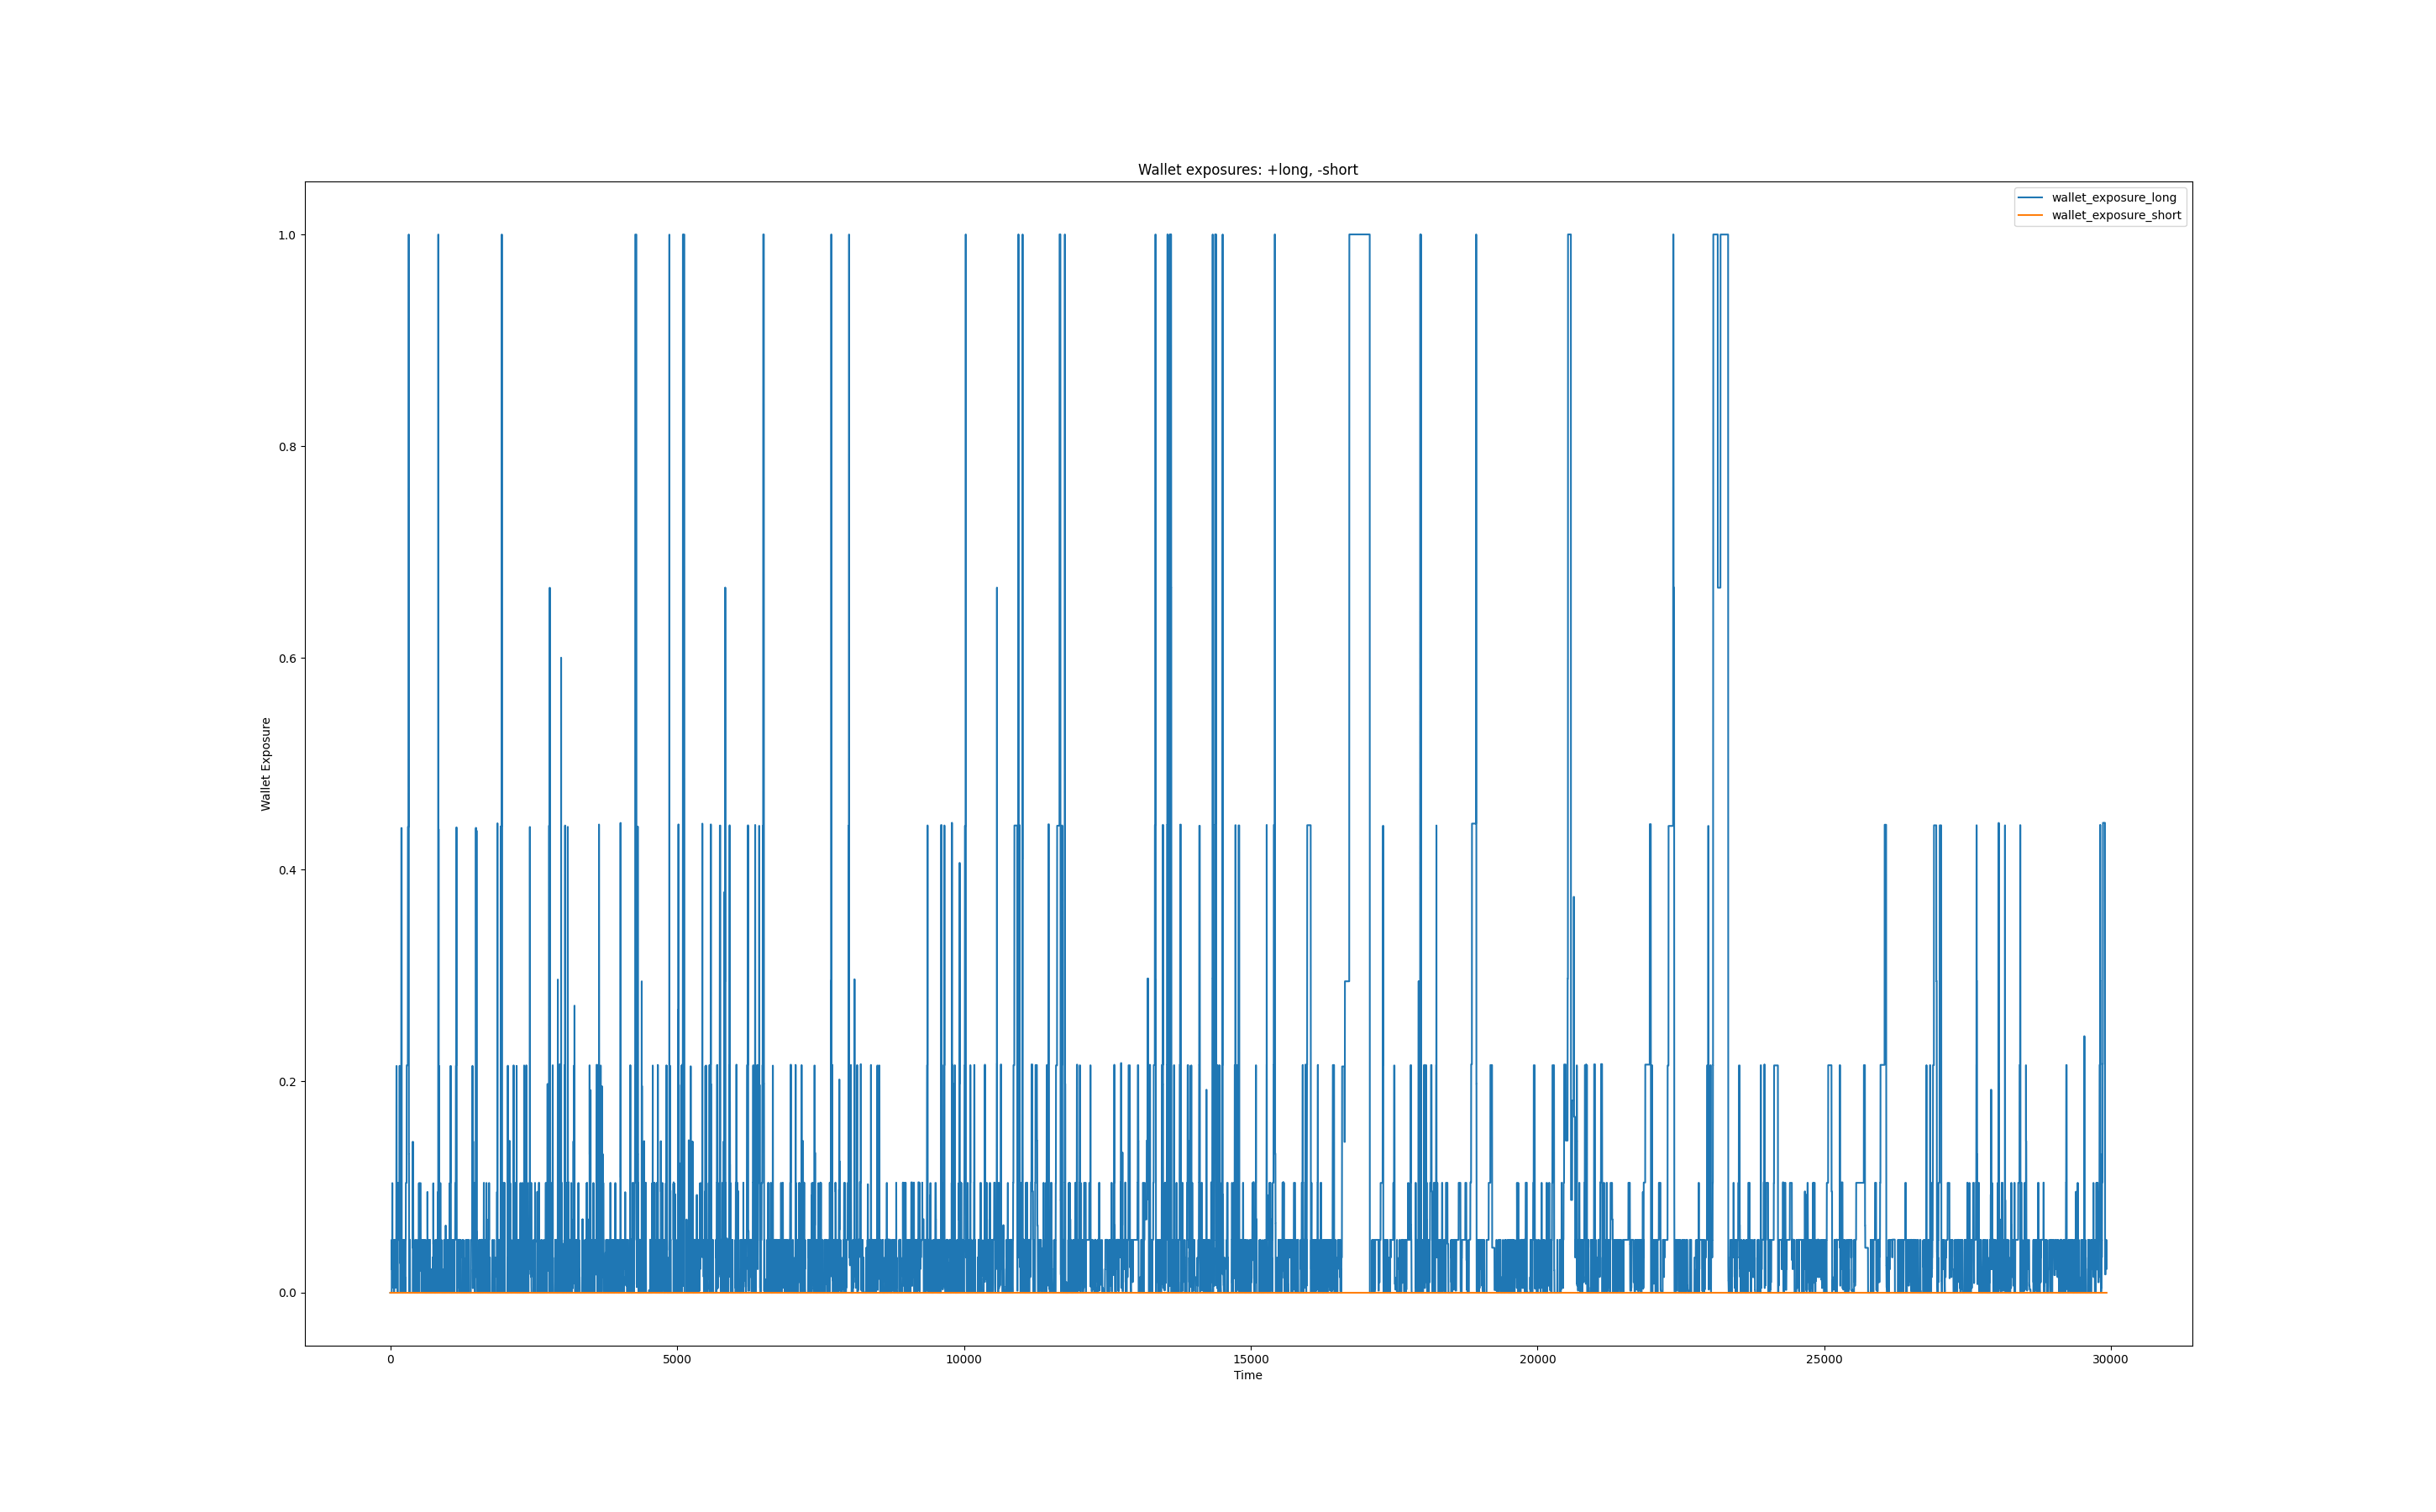 Wallet exposures: +long, -short
wallet_exposure_long
wallet_exposure_short
1.0
0.8
0.6
0.4
0.2
0.0
Wallet Exposure
0 5000 10000 15000 20000 25000 30000
Time